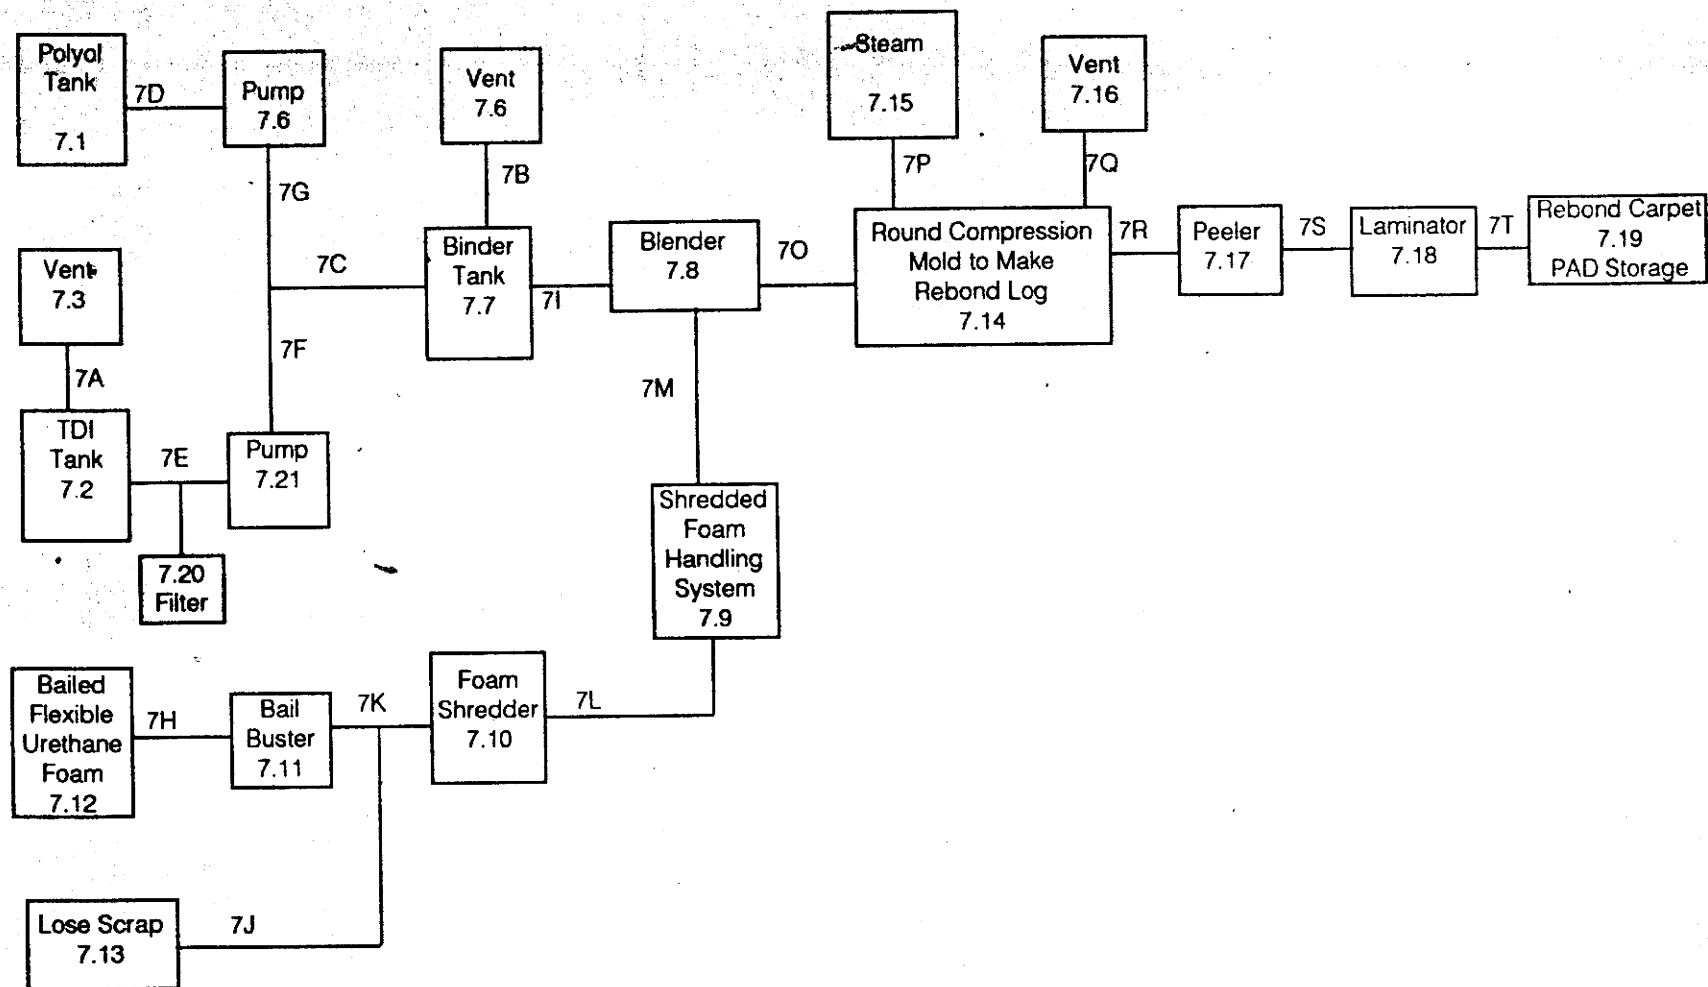 Polyol
Tank
7.1
7D
Pump
7.6
Vent
7.6
Steam
7.15
Vent
7.16
7G
7B
7P
7Q
Vent
7.3
7A
7C
7F
Binder
Tank
7.7
7I
Blender
7.8
7O
Round Compression
Mold to Make
Rebond Log
7.14
7R
Peeler
7.17
7S
Laminator
7.18
7T
Rebond Carpet
7.19
PAD Storage
TDI
Tank
7.2
7E
Pump
7.21
7.20
Filter
7M
Shredded
Foam
Handling
System
7.9
Bailed
Flexible
Urethane
Foam
7.12
7H
Bail
Buster
7.11
7K
Foam
Shredder
7.10
7L
Lose Scrap
7.13
7J